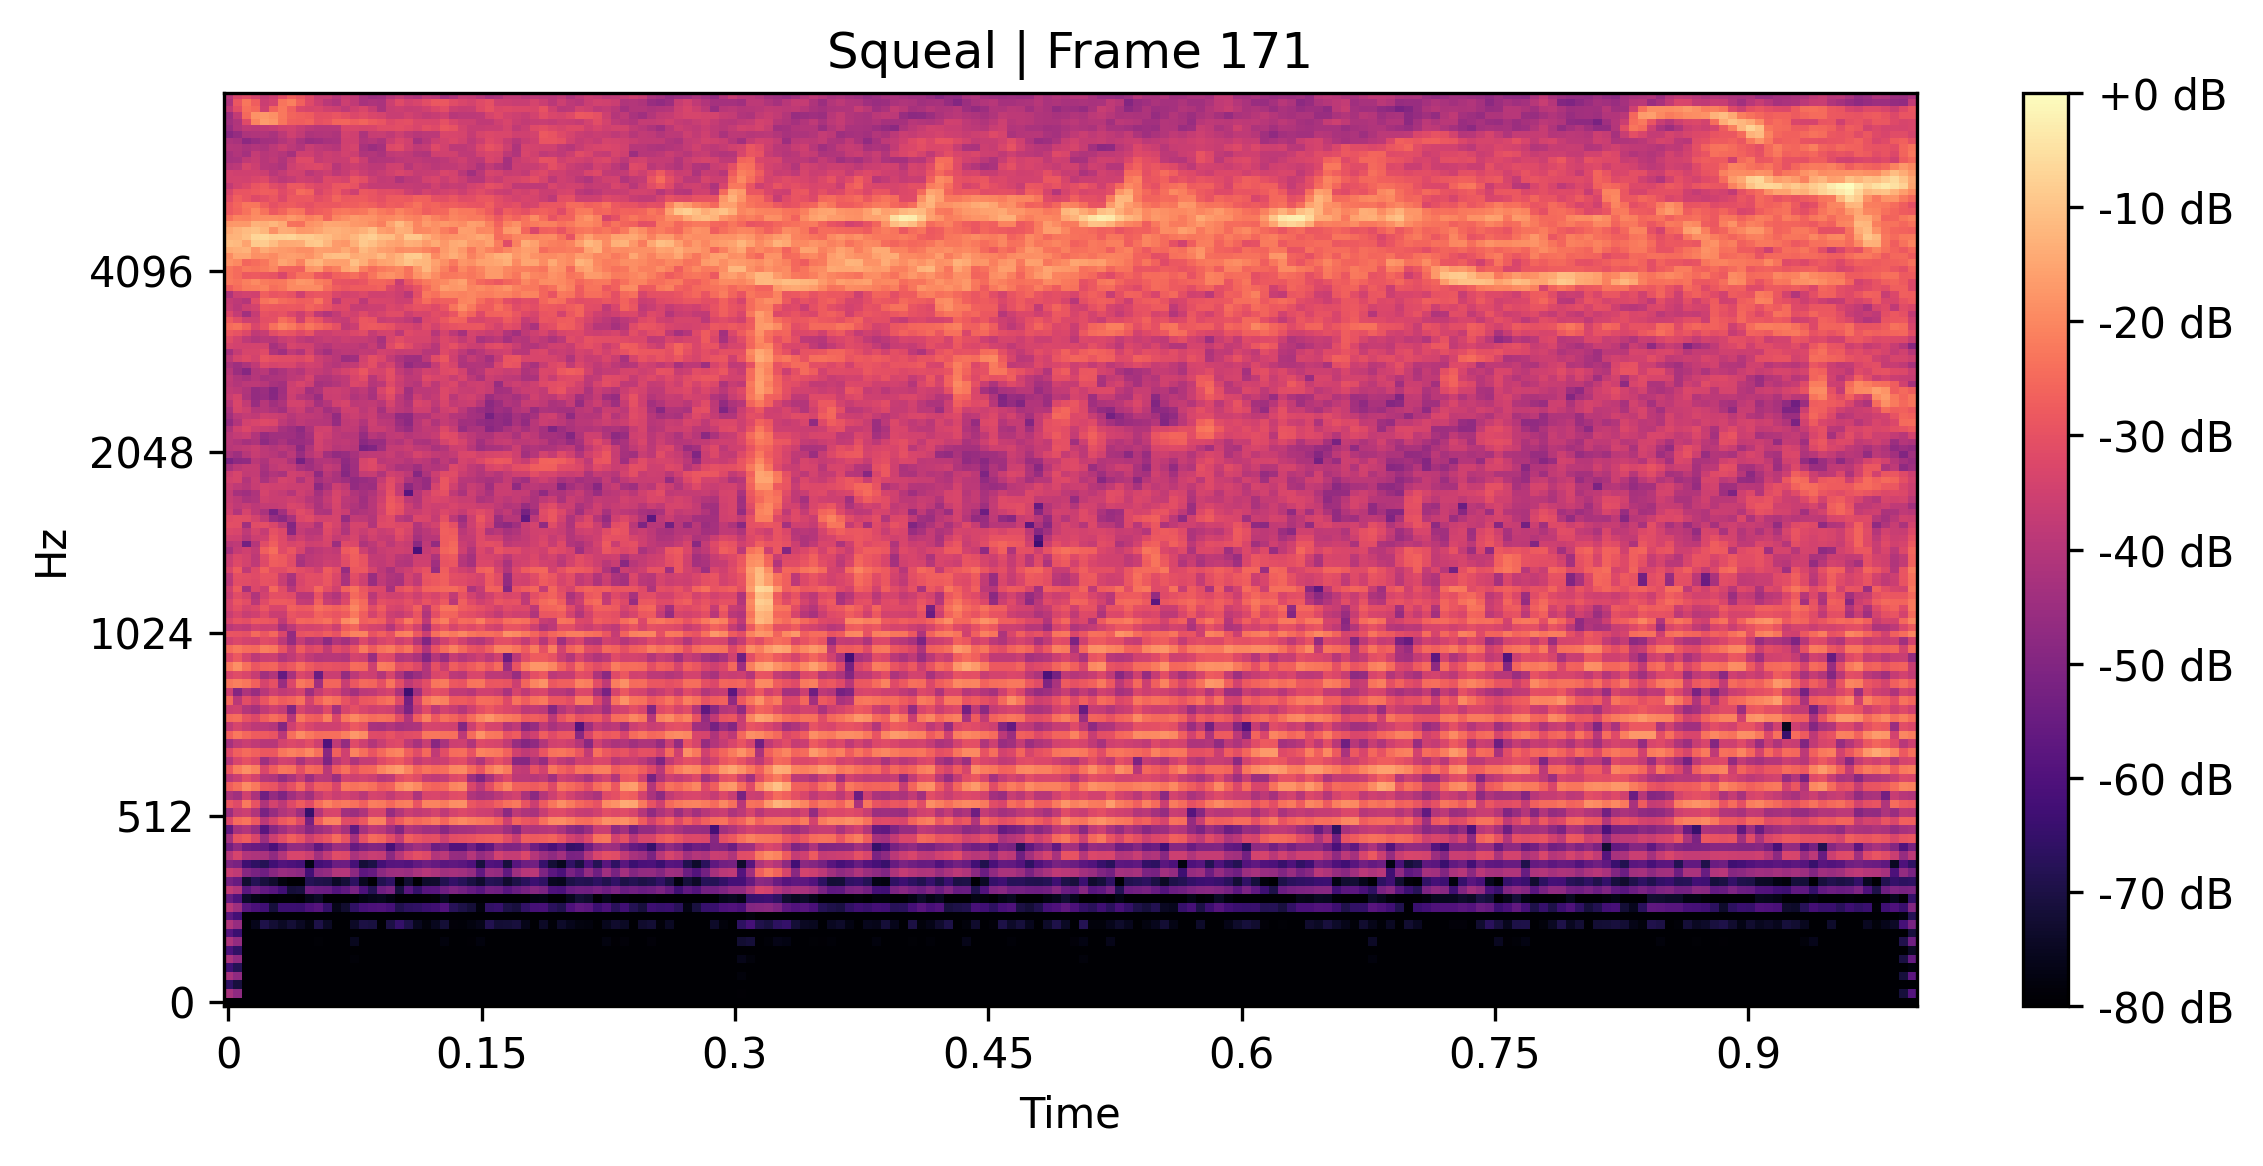 Squeal | Frame 171
+0 dB
-10 dB
-20 dB
-30 dB
-40 dB
-50 dB
-60 dB
-70 dB
-80 dB
Hz
4096
2048
1024
512
0
0 0.15 0.3 0.45 0.6 0.75 0.9
Time